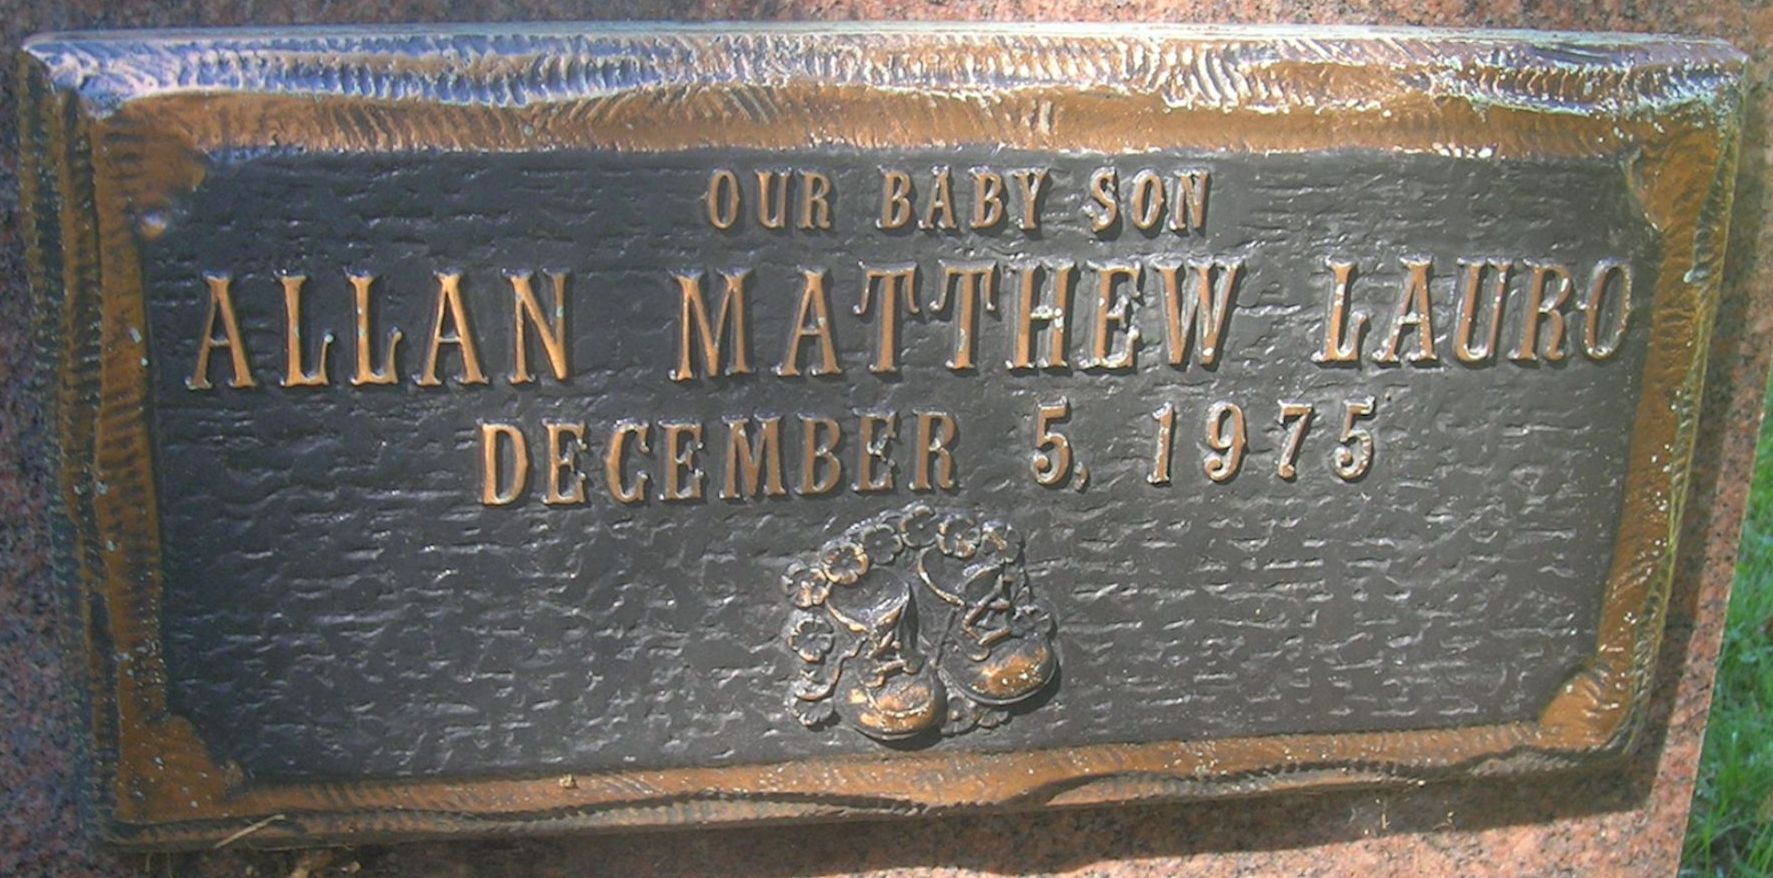 OUR BABY SON
ALLAN MATTHEW LAURO
DECEMBER 5, 1975